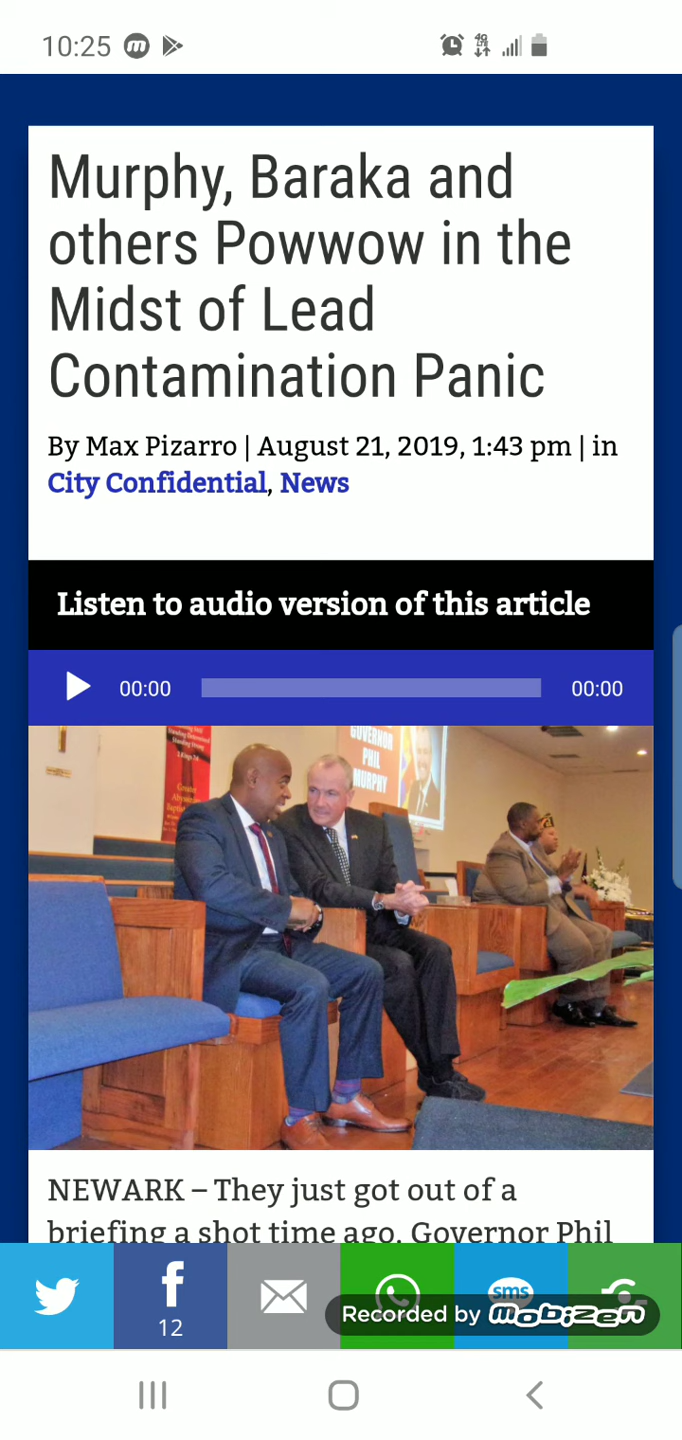 10:25
Murphy, Baraka and
others Powwow in the
Midst of Lead
Contamination Panic
By Max Pizarro | August 21, 2019, 1:43 pm | in
City Confidential, News
Listen to audio version of this article
00:00 00:00
GOVERNOR
PHIL
MURPHY
NEWARK – They just got out of a
briefing a shot time ago, Governor Phil
12
sms
Recorded by mobizen